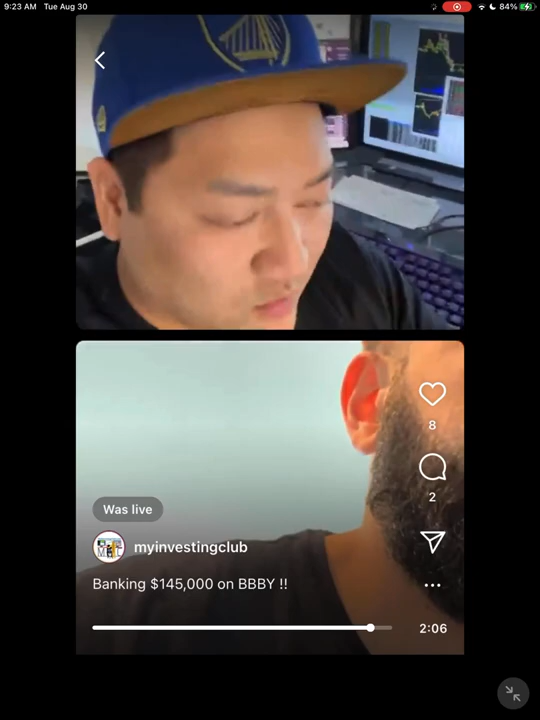 9:23 AM Tue Aug 30
84%
8
2
Was live
myinvestingclub
Banking $145,000 on BBBY !!
2:06